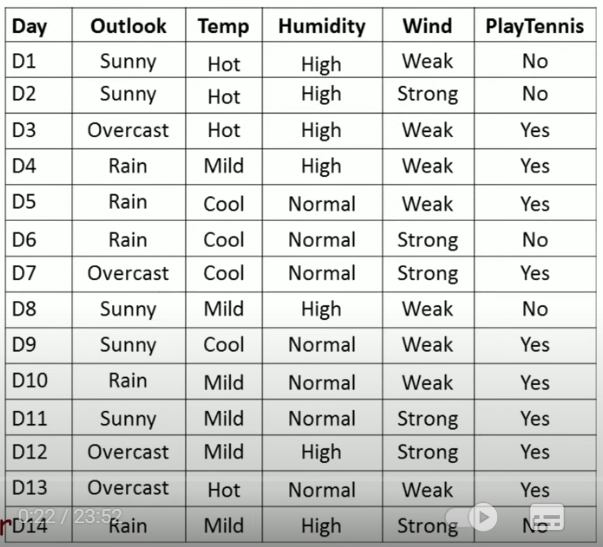 Day Outlook Temp Humidity Wind PlayTennis
D1 Sunny Hot High Weak No
D2 Sunny Hot High Strong No
D3 Overcast Hot High Weak Yes
D4 Rain Mild High Weak Yes
D5 Rain Cool Normal Weak Yes
D6 Rain Cool Normal Strong No
D7 Overcast Cool Normal Strong Yes
D8 Sunny Mild High Weak No
D9 Sunny Cool Normal Weak Yes
D10 Rain Mild Normal Weak Yes
D11 Sunny Mild Normal Strong Yes
D12 Overcast Mild High Strong Yes
D13 Overcast Hot Normal Weak Yes
0:22 / 23:52
r D14 Rain Mild High Strong No